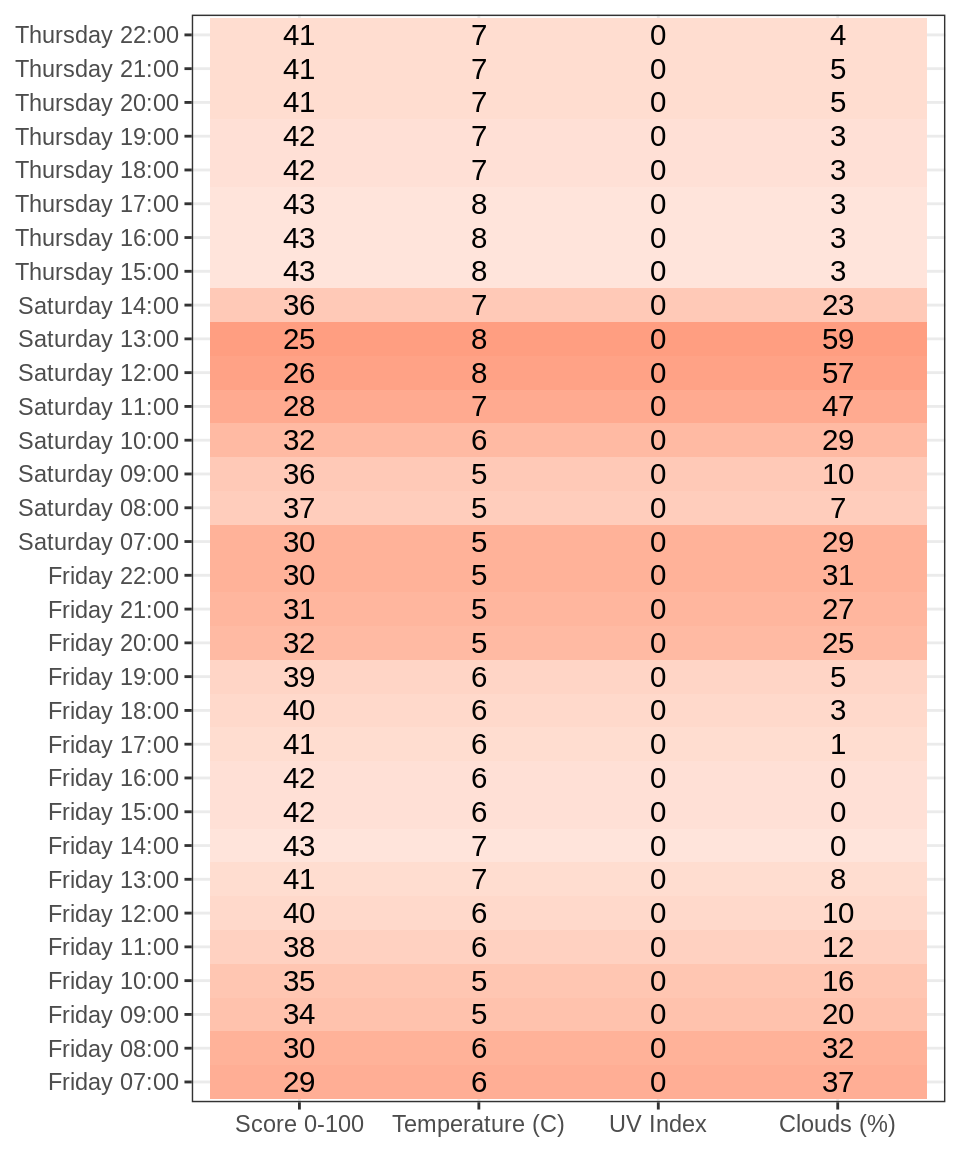 Thursday 22:00 41 7 0 4
Thursday 21:00 41 7 0 5
Thursday 20:00 41 7 0 5
Thursday 19:00 42 7 0 3
Thursday 18:00 42 7 0 3
Thursday 17:00 43 8 0 3
Thursday 16:00 43 8 0 3
Thursday 15:00 43 8 0 3
Saturday 14:00 36 7 0 23
Saturday 13:00 25 8 0 59
Saturday 12:00 26 8 0 57
Saturday 11:00 28 7 0 47
Saturday 10:00 32 6 0 29
Saturday 09:00 36 5 0 10
Saturday 08:00 37 5 0 7
Saturday 07:00 30 5 0 29
Friday 22:00 30 5 0 31
Friday 21:00 31 5 0 27
Friday 20:00 32 5 0 25
Friday 19:00 39 6 0 5
Friday 18:00 40 6 0 3
Friday 17:00 41 6 0 1
Friday 16:00 42 6 0 0
Friday 15:00 42 6 0 0
Friday 14:00 43 7 0 0
Friday 13:00 41 7 0 8
Friday 12:00 40 6 0 10
Friday 11:00 38 6 0 12
Friday 10:00 35 5 0 16
Friday 09:00 34 5 0 20
Friday 08:00 30 6 0 32
Friday 07:00 29 6 0 37
Score 0-100 Temperature (C) UV Index Clouds (%)